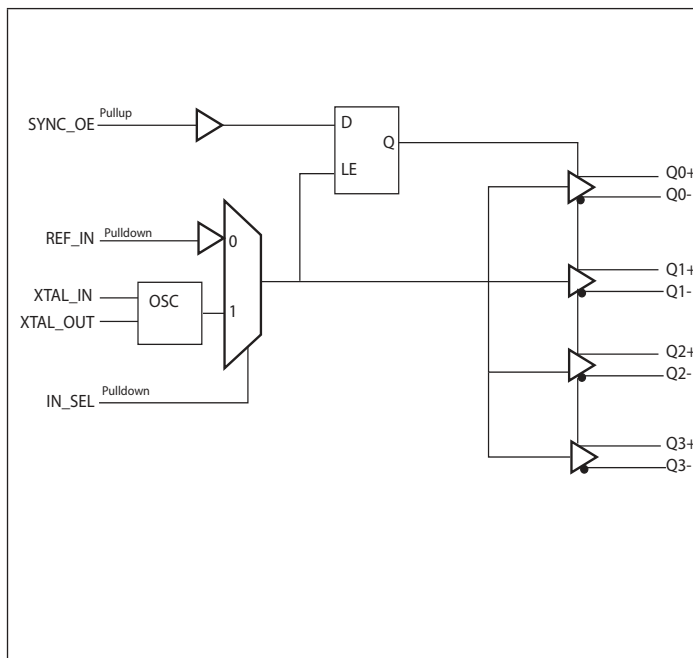 Pullup
SYNC_OE
D
Q
LE
Q0+
Q0-
REF_IN
Pulldown
0
XTAL_IN
XTAL_OUT
OSC
1
Q1+
Q1-
Q2+
Q2-
IN_SEL
Pulldown
Q3+
Q3-